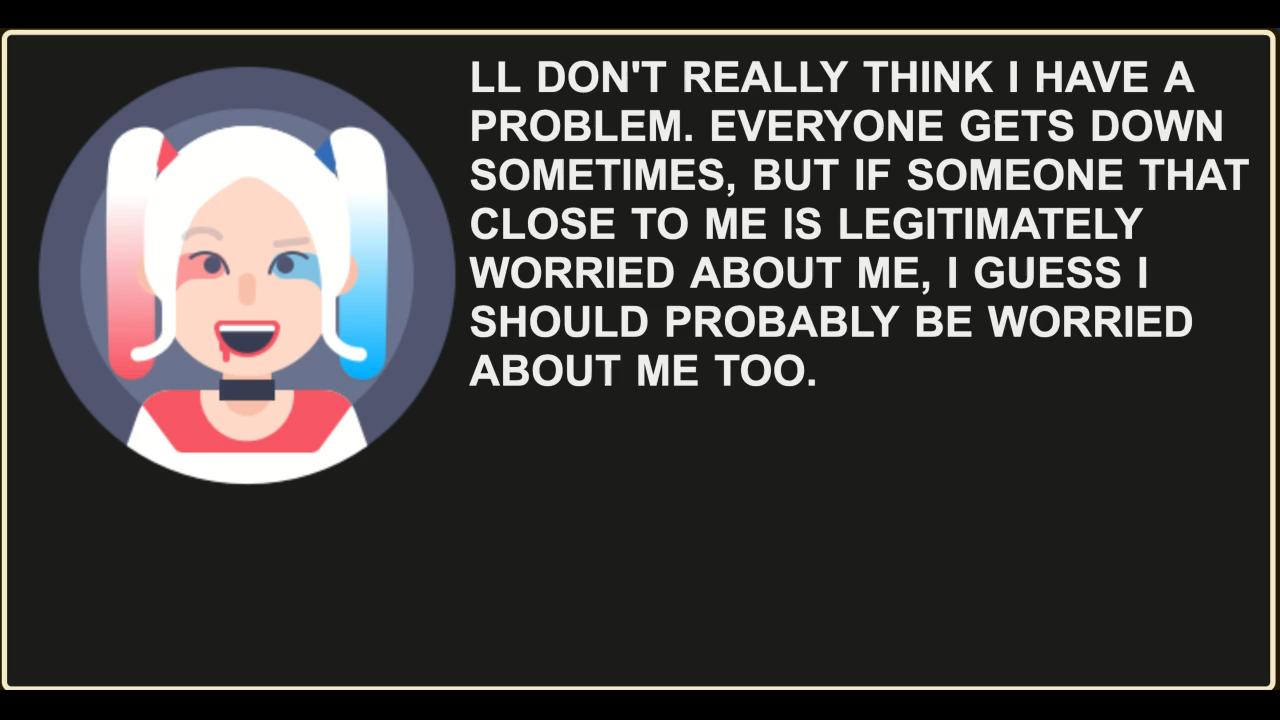 LL DON'T REALLY THINK I HAVE A
PROBLEM. EVERYONE GETS DOWN
SOMETIMES, BUT IF SOMEONE THAT
CLOSE TO ME IS LEGITIMATELY
WORRIED ABOUT ME, I GUESS I
SHOULD PROBABLY BE WORRIED
ABOUT ME TOO.